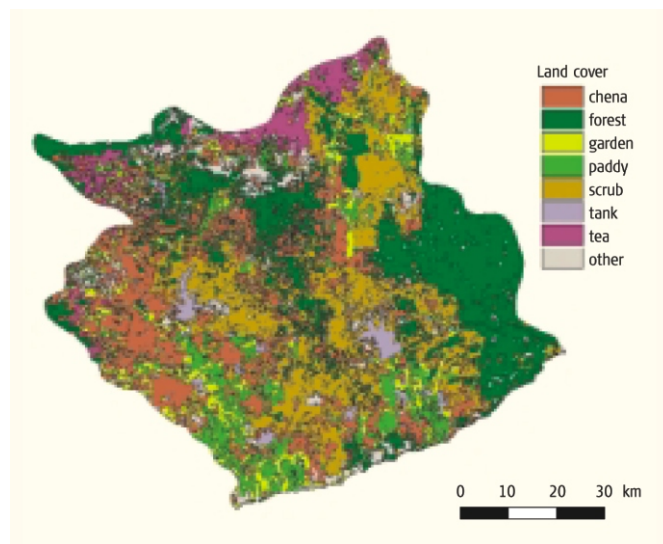 Land cover
chena
forest
garden
paddy
scrub
tank
tea
other
0 10 20 30 km